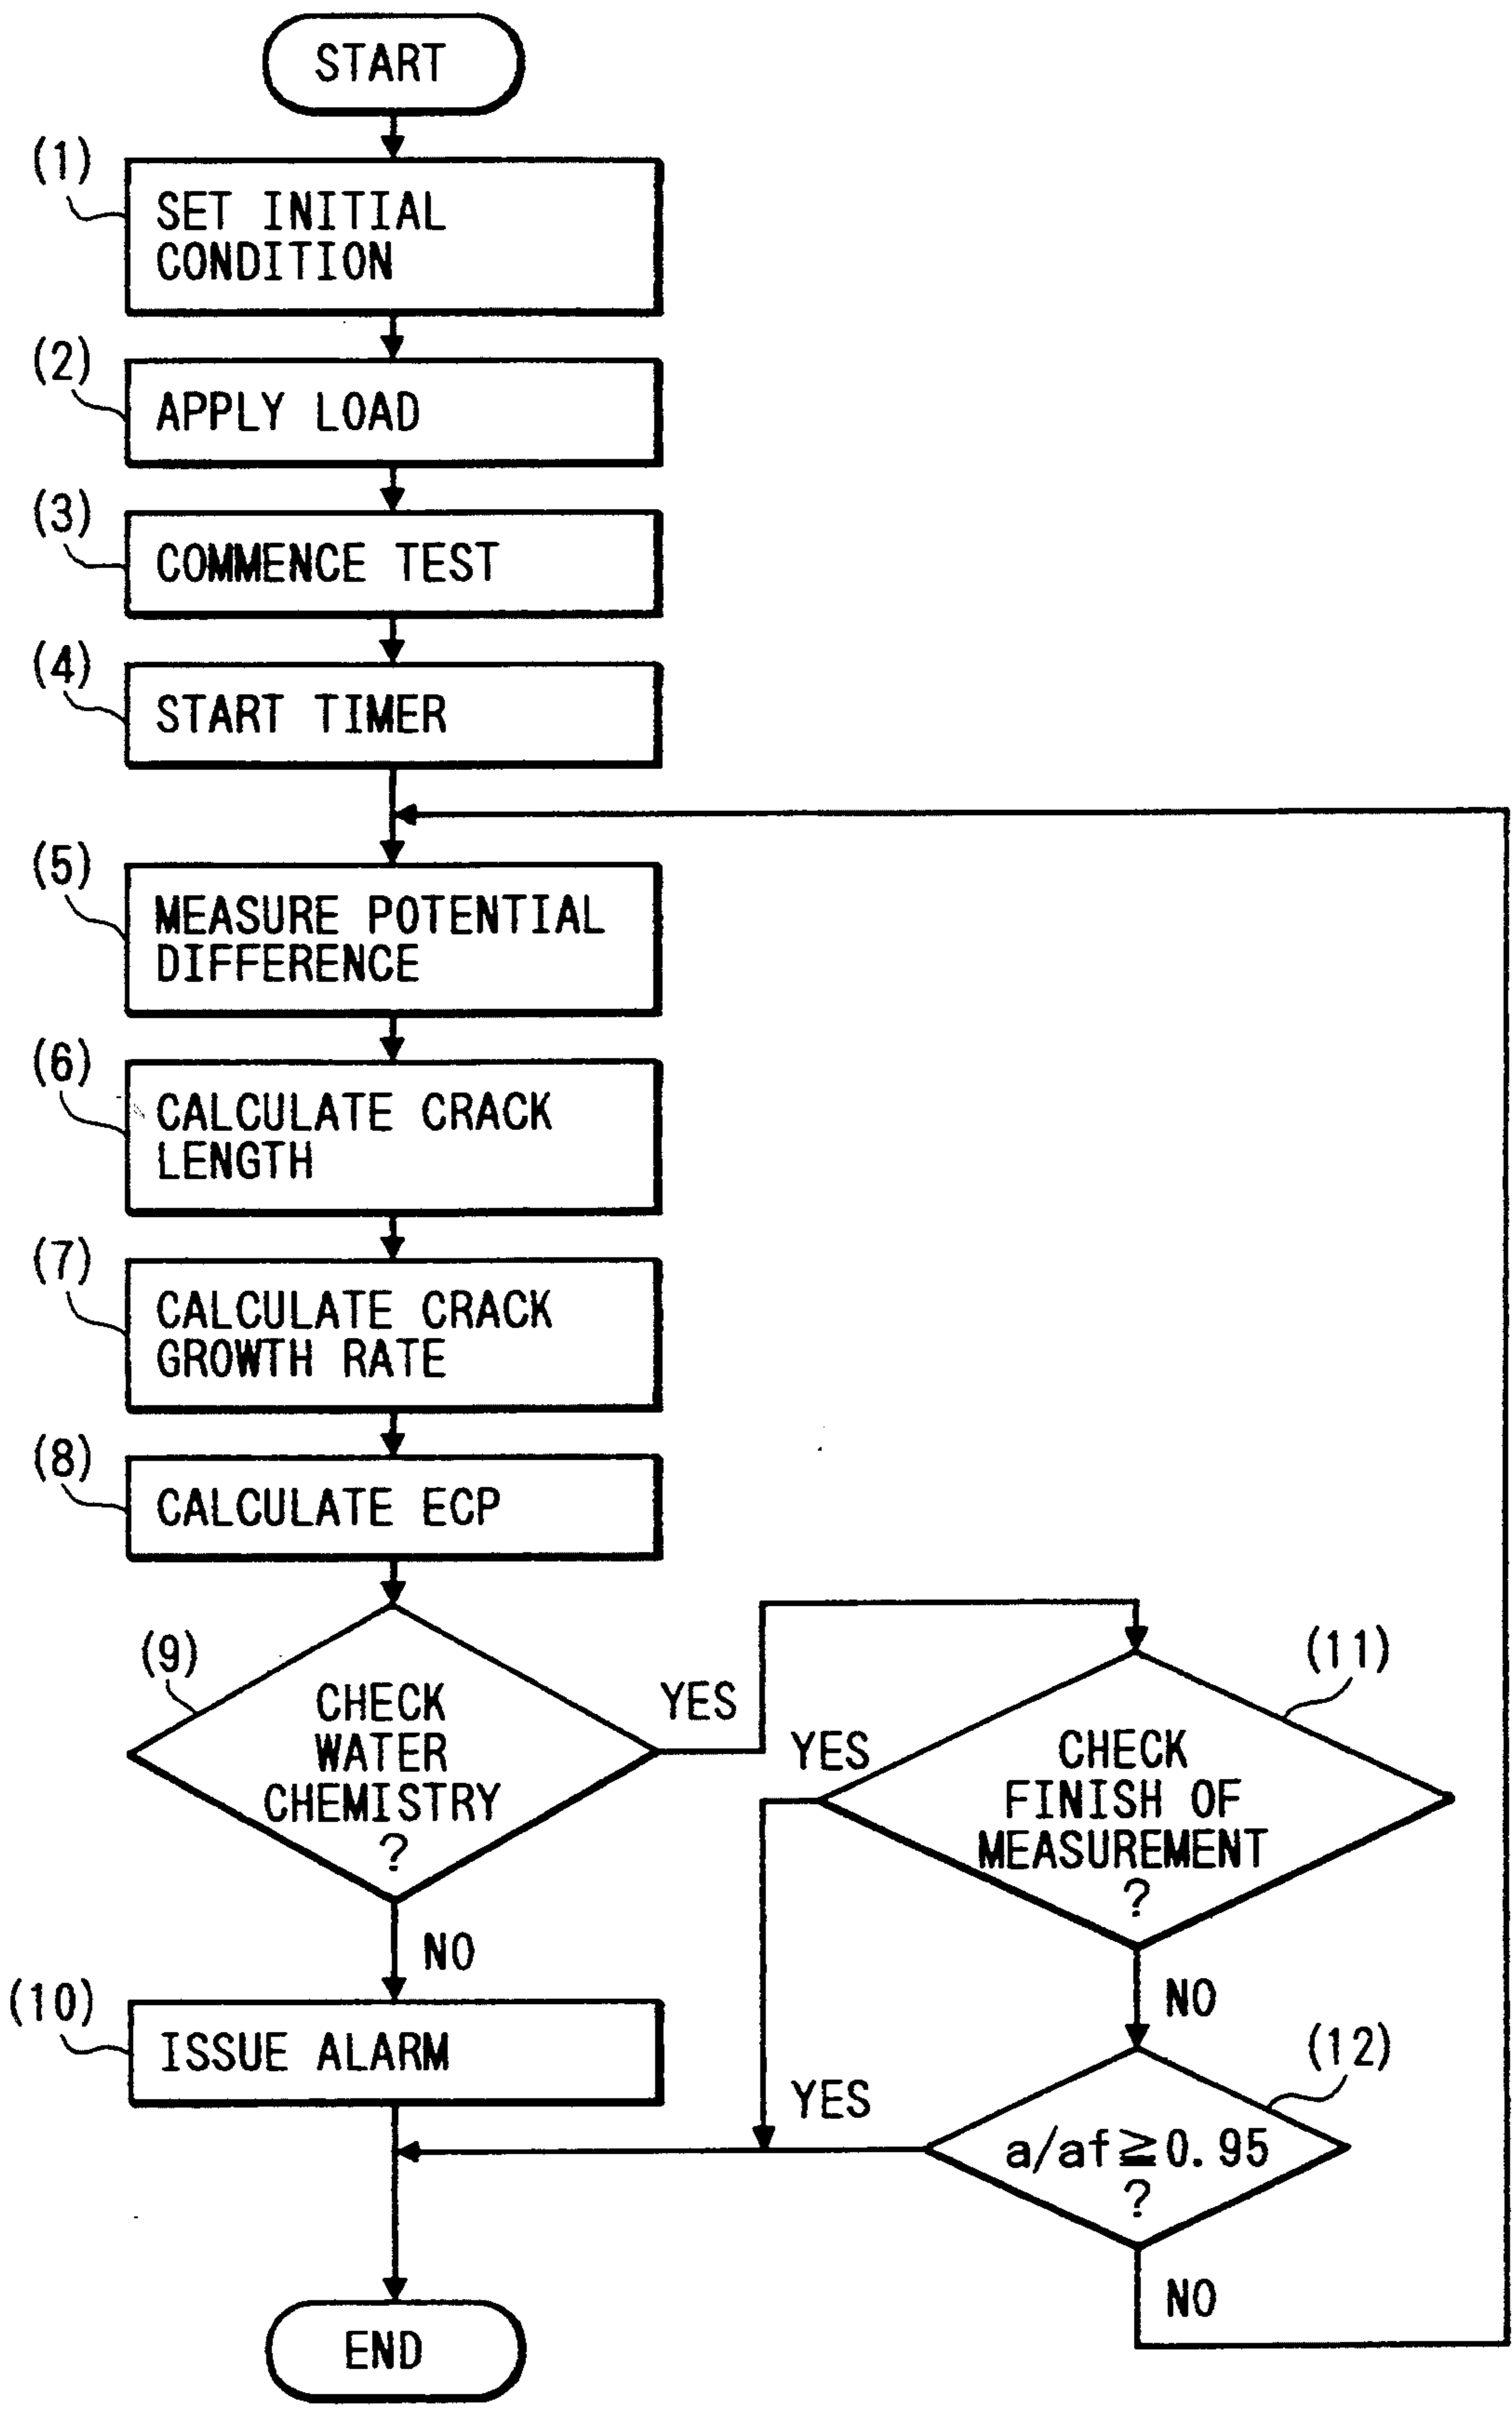 START
(1)
SET INITIAL
CONDITION
(2)
APPLY LOAD
(3)
COMMENCE TEST
(4)
START TIMER
(5)
MEASURE POTENTIAL
DIFFERENCE
(6)
CALCULATE CRACK
LENGTH
(7)
CALCULATE CRACK
GROWTH RATE
(8)
CALCULATE ECP
(9)
CHECK
WATER
CHEMISTRY
?
YES
NO
(10)
ISSUE ALARM
(11)
CHECK
FINISH OF
MEASUREMENT
?
YES
NO
(12)
a/af≧0.95
?
YES
NO
END